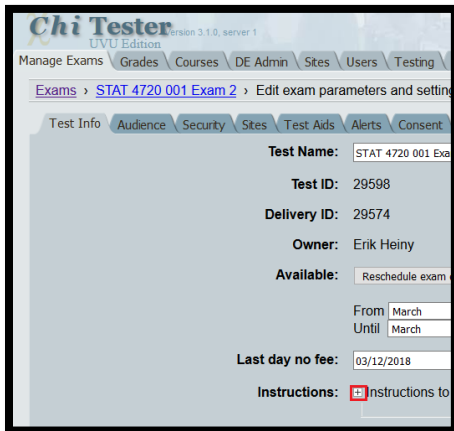 Chi Tester Version 3.1.0, server 1
UVU Edition
Manage Exams Grades Courses DE Admin Sites Users Testing
Exams › STAT 4720 001 Exam 2 › Edit exam parameters and setting
Test Info Audience Security Sites Test Aids Alerts Consent
Test Name: STAT 4720 001 Exa
Test ID: 29598
Delivery ID: 29574
Owner: Erik Heiny
Available: Reschedule exam
From March
Until March
Last day no fee: 03/12/2018
Instructions: Instructions to